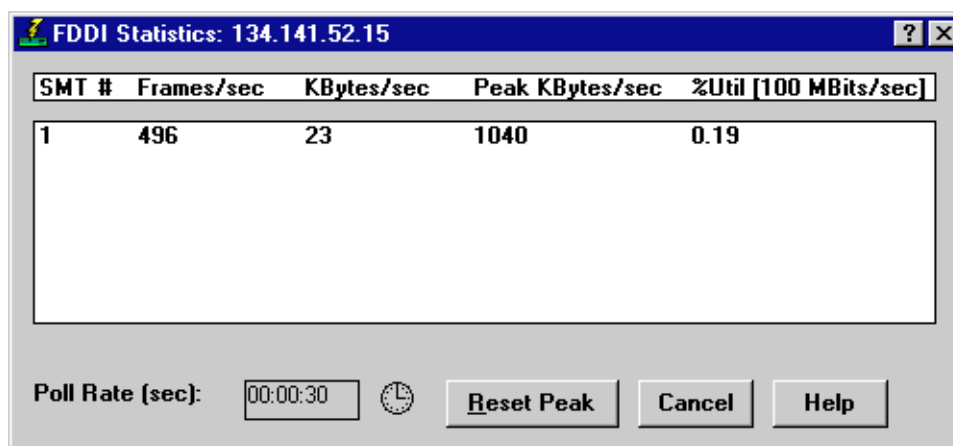 FDDI Statistics: 134.141.52.15
SMT # Frames/sec KBytes/sec Peak KBytes/sec %Util [100 MBits/sec]
1 496 23 1040 0.19
Poll Rate (sec): 00:00:30 Reset Peak Cancel Help